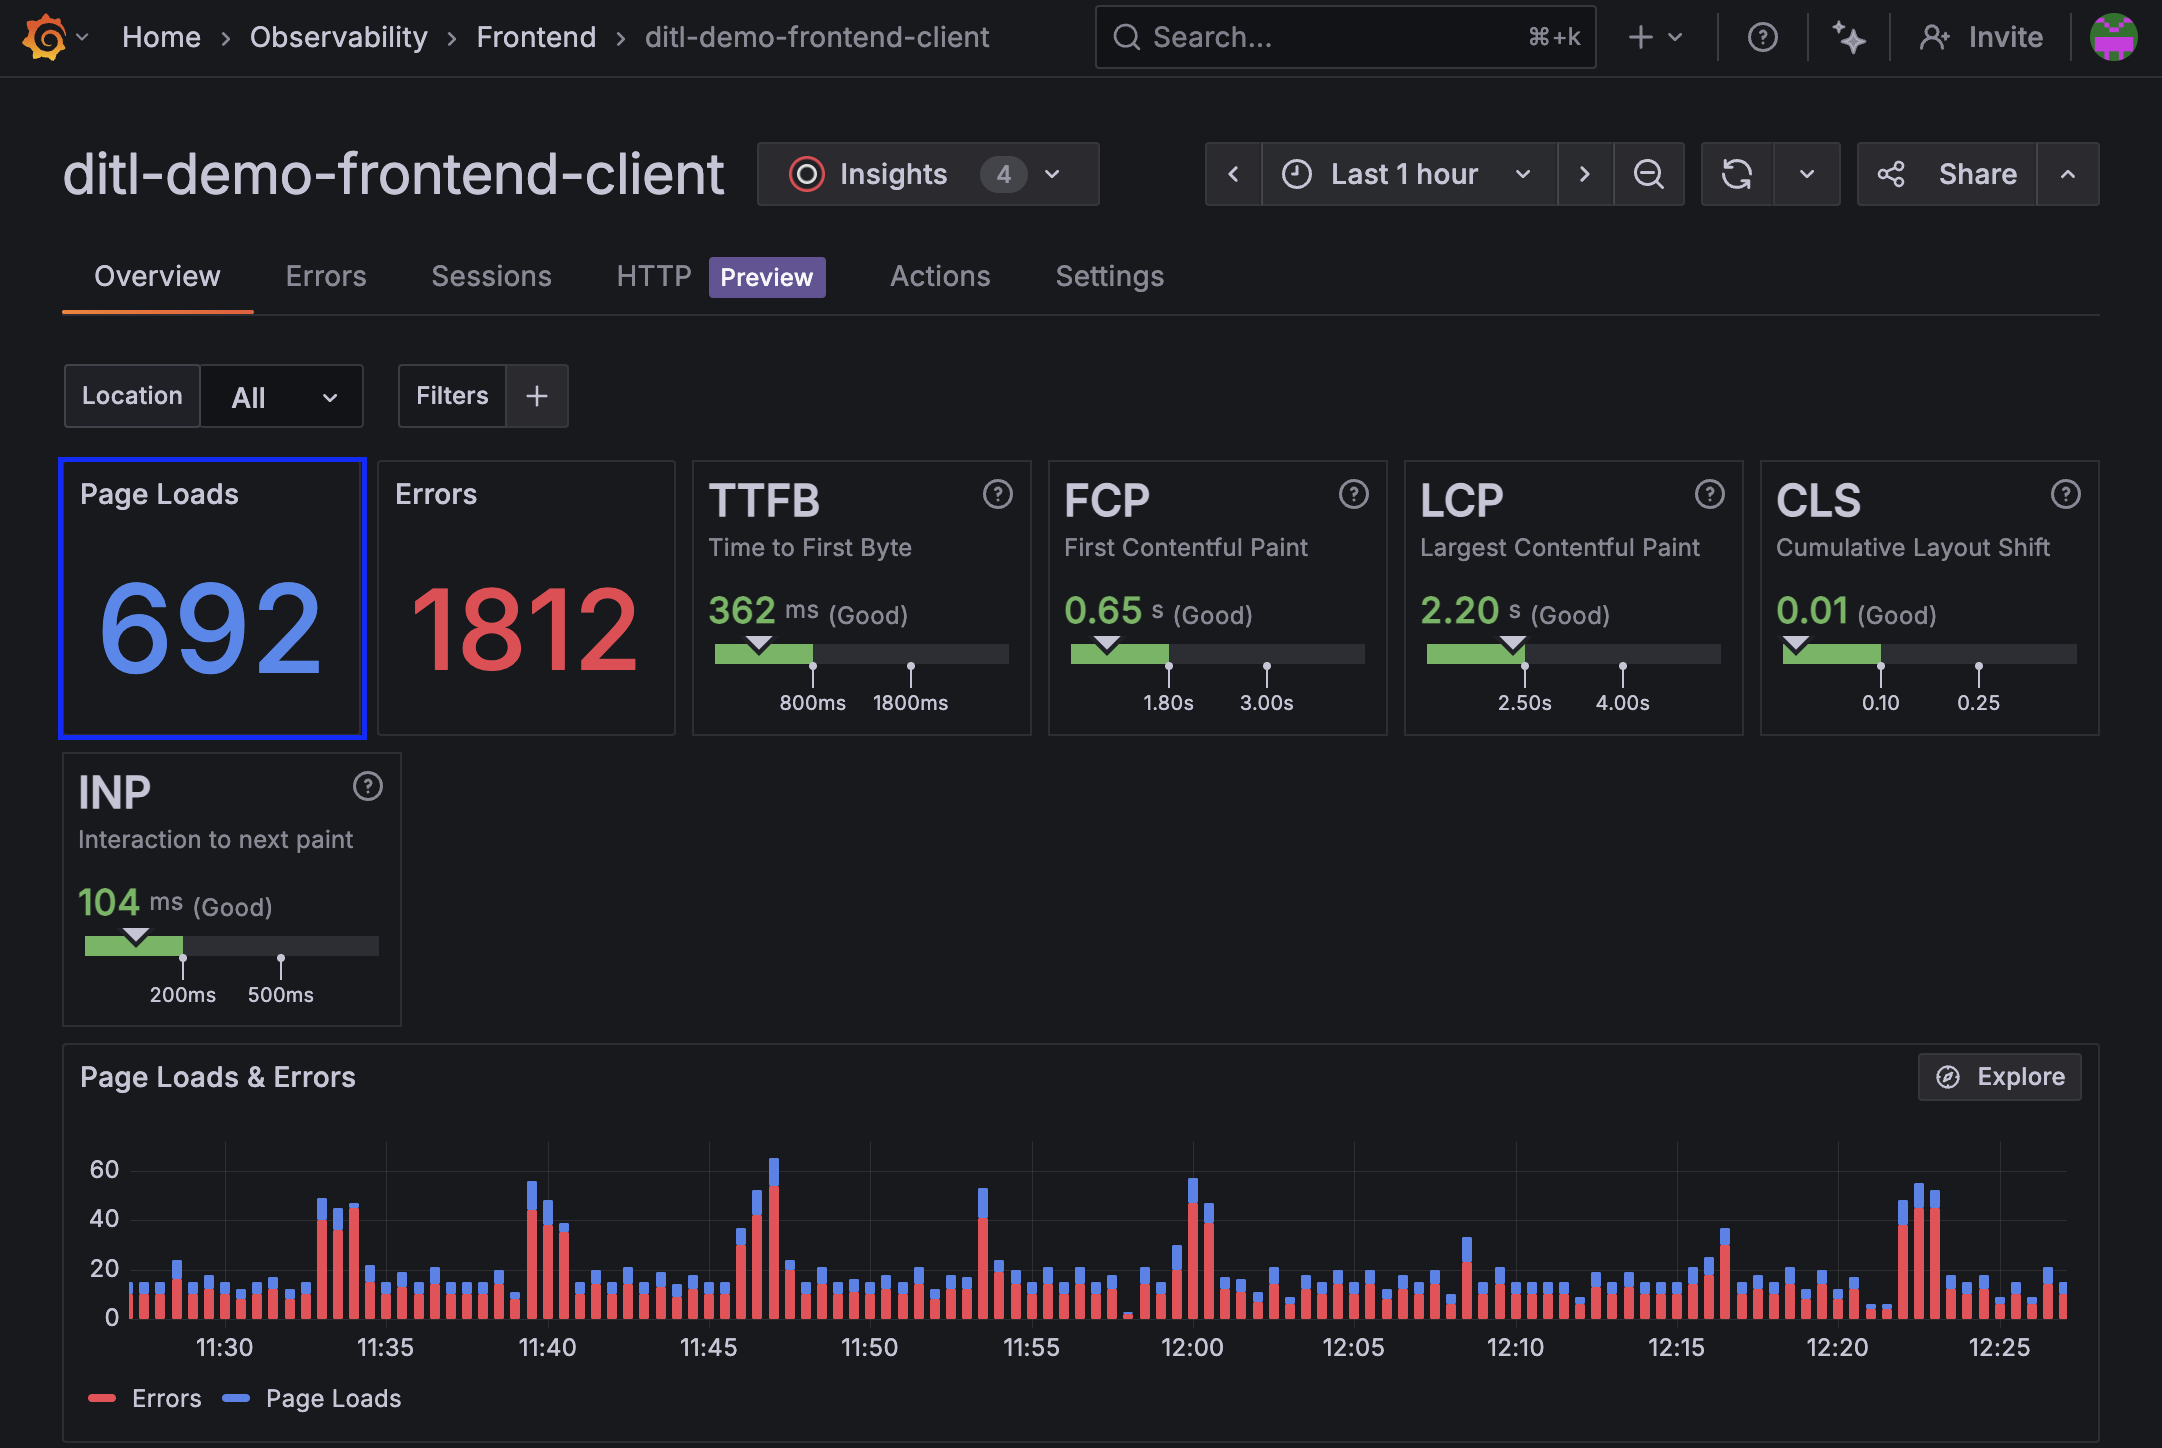 Home › Observability › Frontend › ditl-demo-frontend-client
Search... ⌘+k
Invite
ditl-demo-frontend-client
Insights 4
Last 1 hour
Share
Overview Errors Sessions HTTP Preview Actions Settings
Location All
Filters +
Page Loads
692
Errors
1812
TTFB
Time to First Byte
362 ms (Good)
800ms 1800ms
FCP
First Contentful Paint
0.65 s (Good)
1.80s 3.00s
LCP
Largest Contentful Paint
2.20 s (Good)
2.50s 4.00s
CLS
Cumulative Layout Shift
0.01 (Good)
0.10 0.25
INP
Interaction to next paint
104 ms (Good)
200ms 500ms
Page Loads & Errors
Explore
60
40
20
0
11:30 11:35 11:40 11:45 11:50 11:55 12:00 12:05 12:10 12:15 12:20 12:25
Errors Page Loads